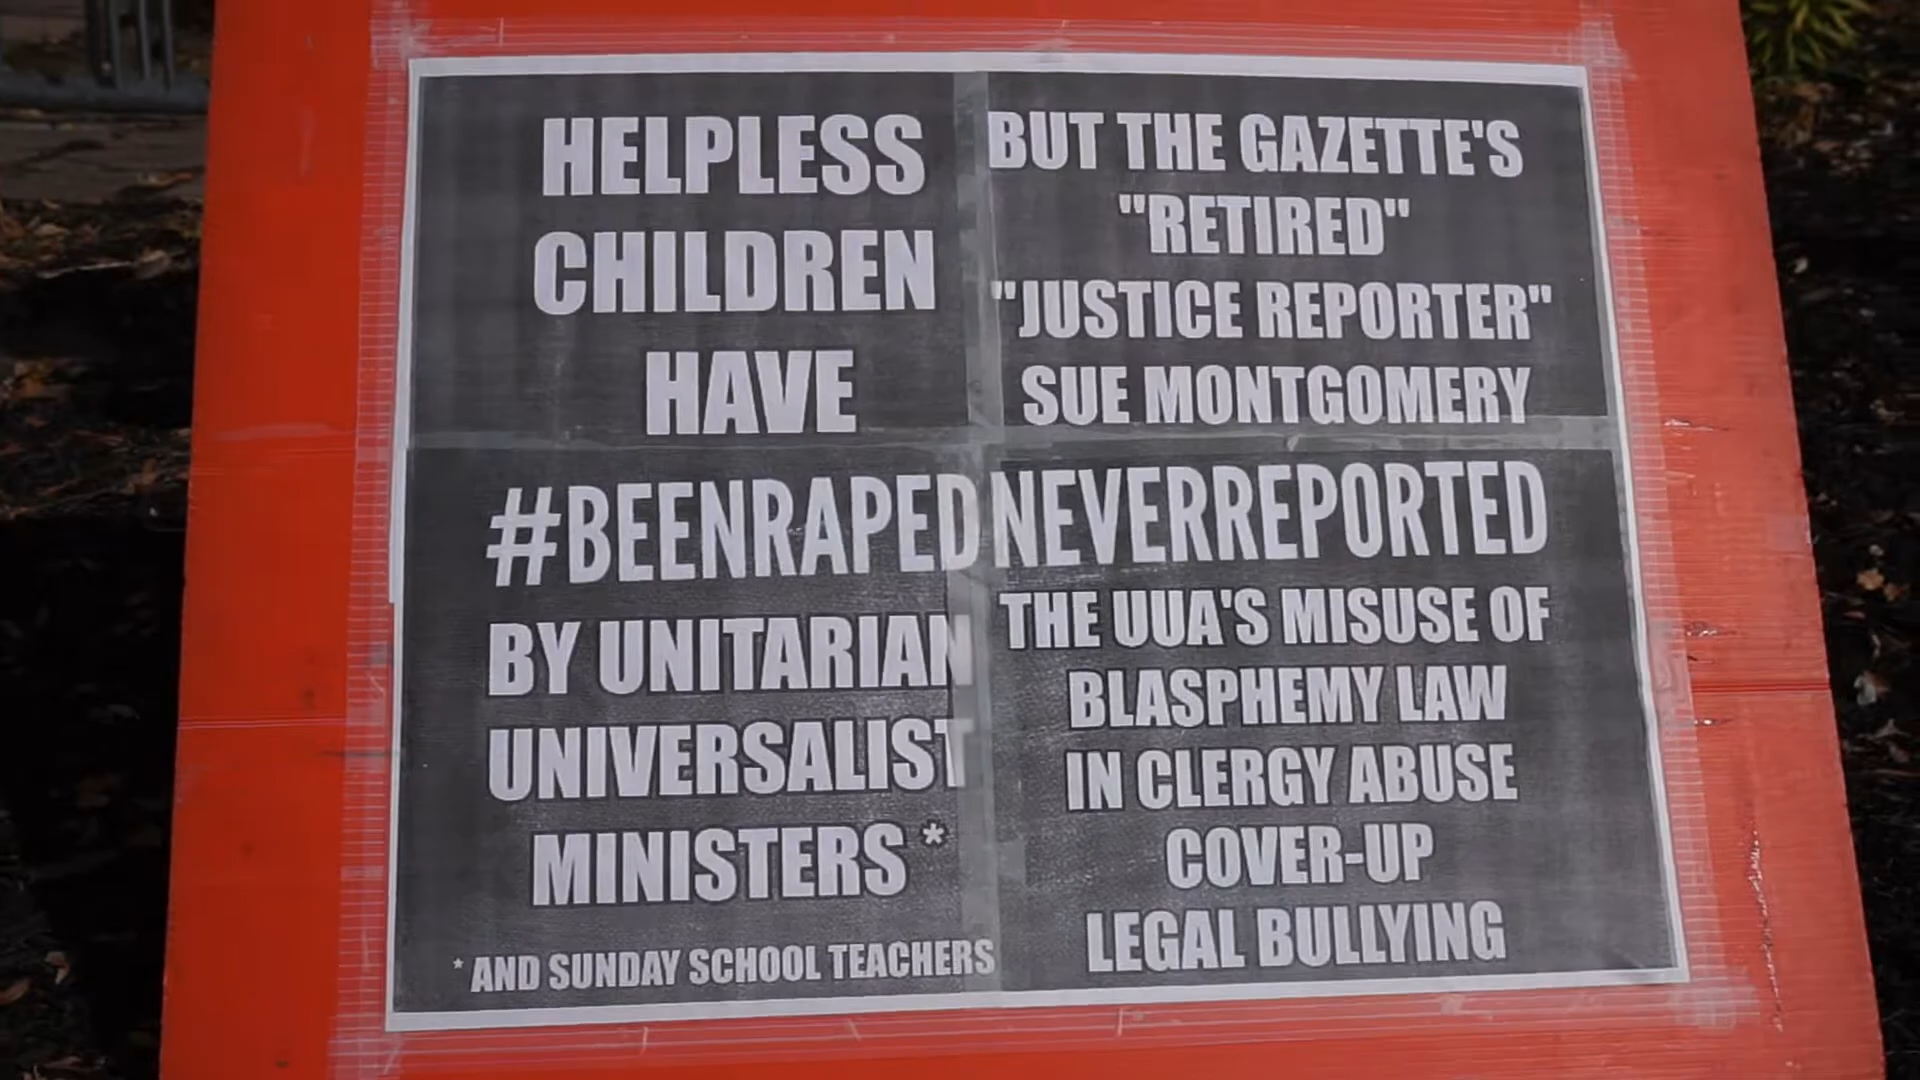 HELPLESS
CHILDREN
HAVE
BUT THE GAZETTE'S
"RETIRED"
"JUSTICE REPORTER"
SUE MONTGOMERY
#BEENRAPEDNEVERREPORTED
BY UNITARIAN
UNIVERSALIST
MINISTERS *
* AND SUNDAY SCHOOL TEACHERS
THE UUA'S MISUSE OF
BLASPHEMY LAW
IN CLERGY ABUSE
COVER-UP
LEGAL BULLYING